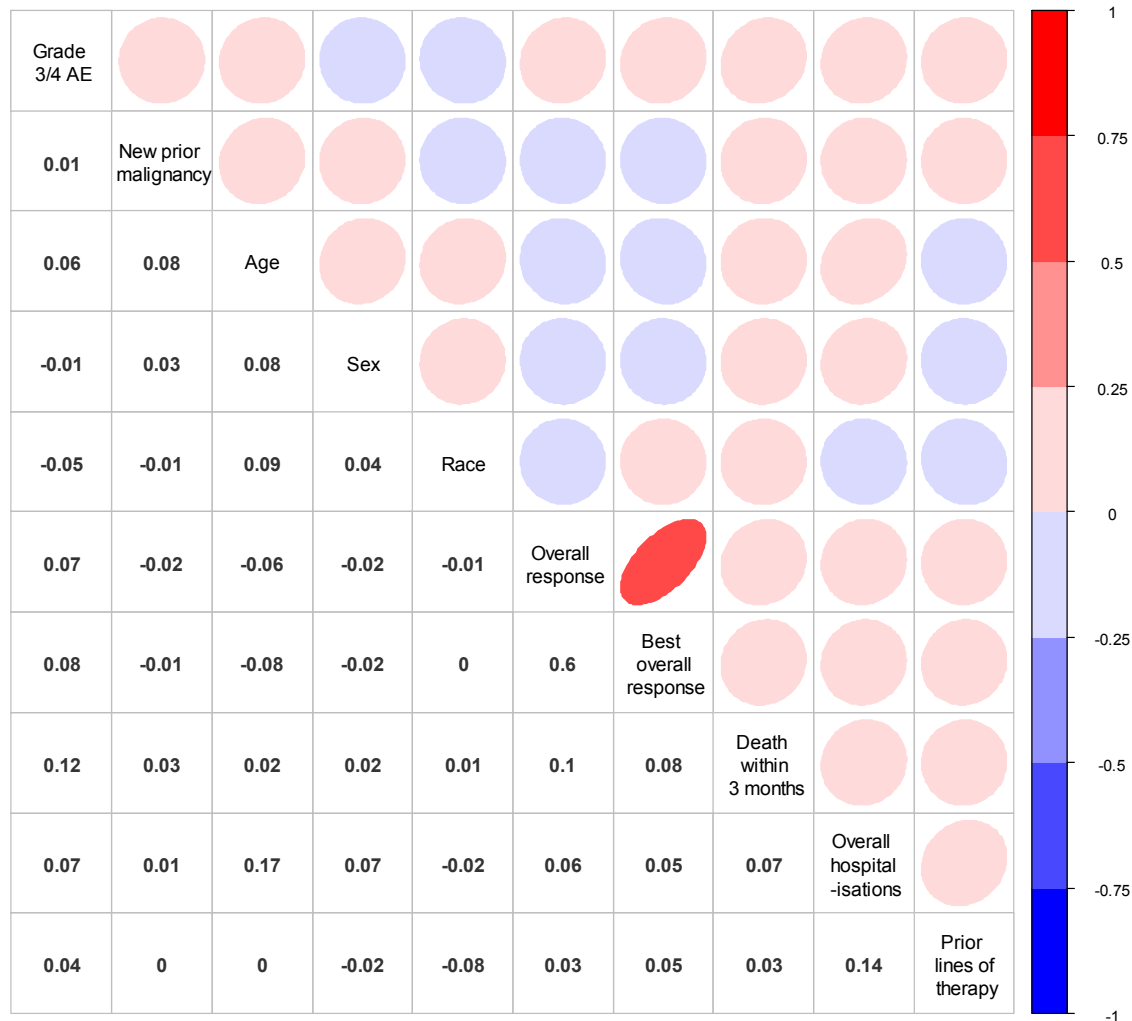 Grade
3/4 AE
0.01
New prior
malignancy
0.06
0.08
Age
-0.01
0.03
0.08
Sex
-0.05
-0.01
0.09
0.04
Race
0.07
-0.02
-0.06
-0.02
-0.01
Overall
response
0.08
-0.01
-0.08
-0.02
0
0.6
Best
overall
response
0.12
0.03
0.02
0.02
0.01
0.1
0.08
Death
within
3 months
0.07
0.01
0.17
0.07
-0.02
0.06
0.05
0.07
Overall
hospital
-isations
0.04
0
0
-0.02
-0.08
0.03
0.05
0.03
0.14
Prior
lines of
therapy
1
0.75
0.5
0.25
0
-0.25
-0.5
-0.75
-1